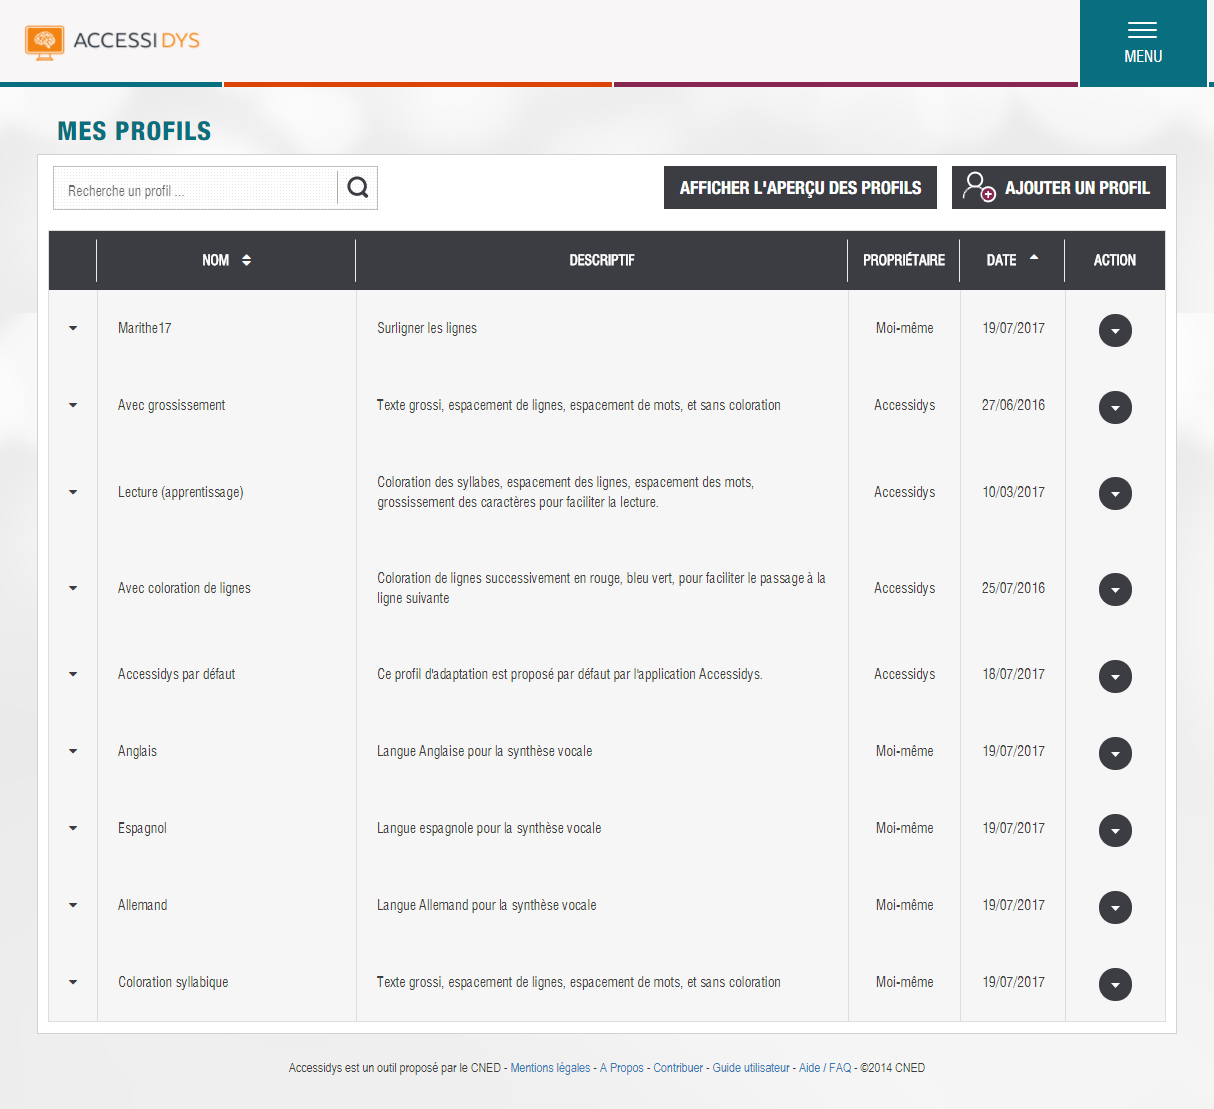 ACCESSIDYS
MENU
MES PROFILS
Recherche un profil ...
AFFICHER L'APERÇU DES PROFILS
AJOUTER UN PROFIL
NOM DESCRIPTIF PROPRIÉTAIRE DATE ACTION
Marithe17 Surligner les lignes Moi-même 19/07/2017
Avec grossissement Texte grossi, espacement de lignes, espacement de mots, et sans coloration Accessidys 27/06/2016
Coloration des syllabes, espacement des lignes, espacement des mots,
Lecture (apprentissage) Accessidys 10/03/2017
grossissement des caractères pour faciliter la lecture.
Coloration de lignes successivement en rouge, bleu vert, pour faciliter le passage à la
Avec coloration de lignes Accessidys 25/07/2016
ligne suivante
Accessidys par défaut Ce profil d'adaptation est proposé par défaut par l'application Accessidys. Accessidys 18/07/2017
Anglais Langue Anglaise pour la synthèse vocale Moi-même 19/07/2017
Espagnol Langue espagnole pour la synthèse vocale Moi-même 19/07/2017
Allemand Langue Allemand pour la synthèse vocale Moi-même 19/07/2017
Coloration syllabique Texte grossi, espacement de lignes, espacement de mots, et sans coloration Moi-même 19/07/2017
Accessidys est un outil proposé par le CNED - Mentions légales - A Propos - Contribuer - Guide utilisateur - Aide / FAQ - ©2014 CNED